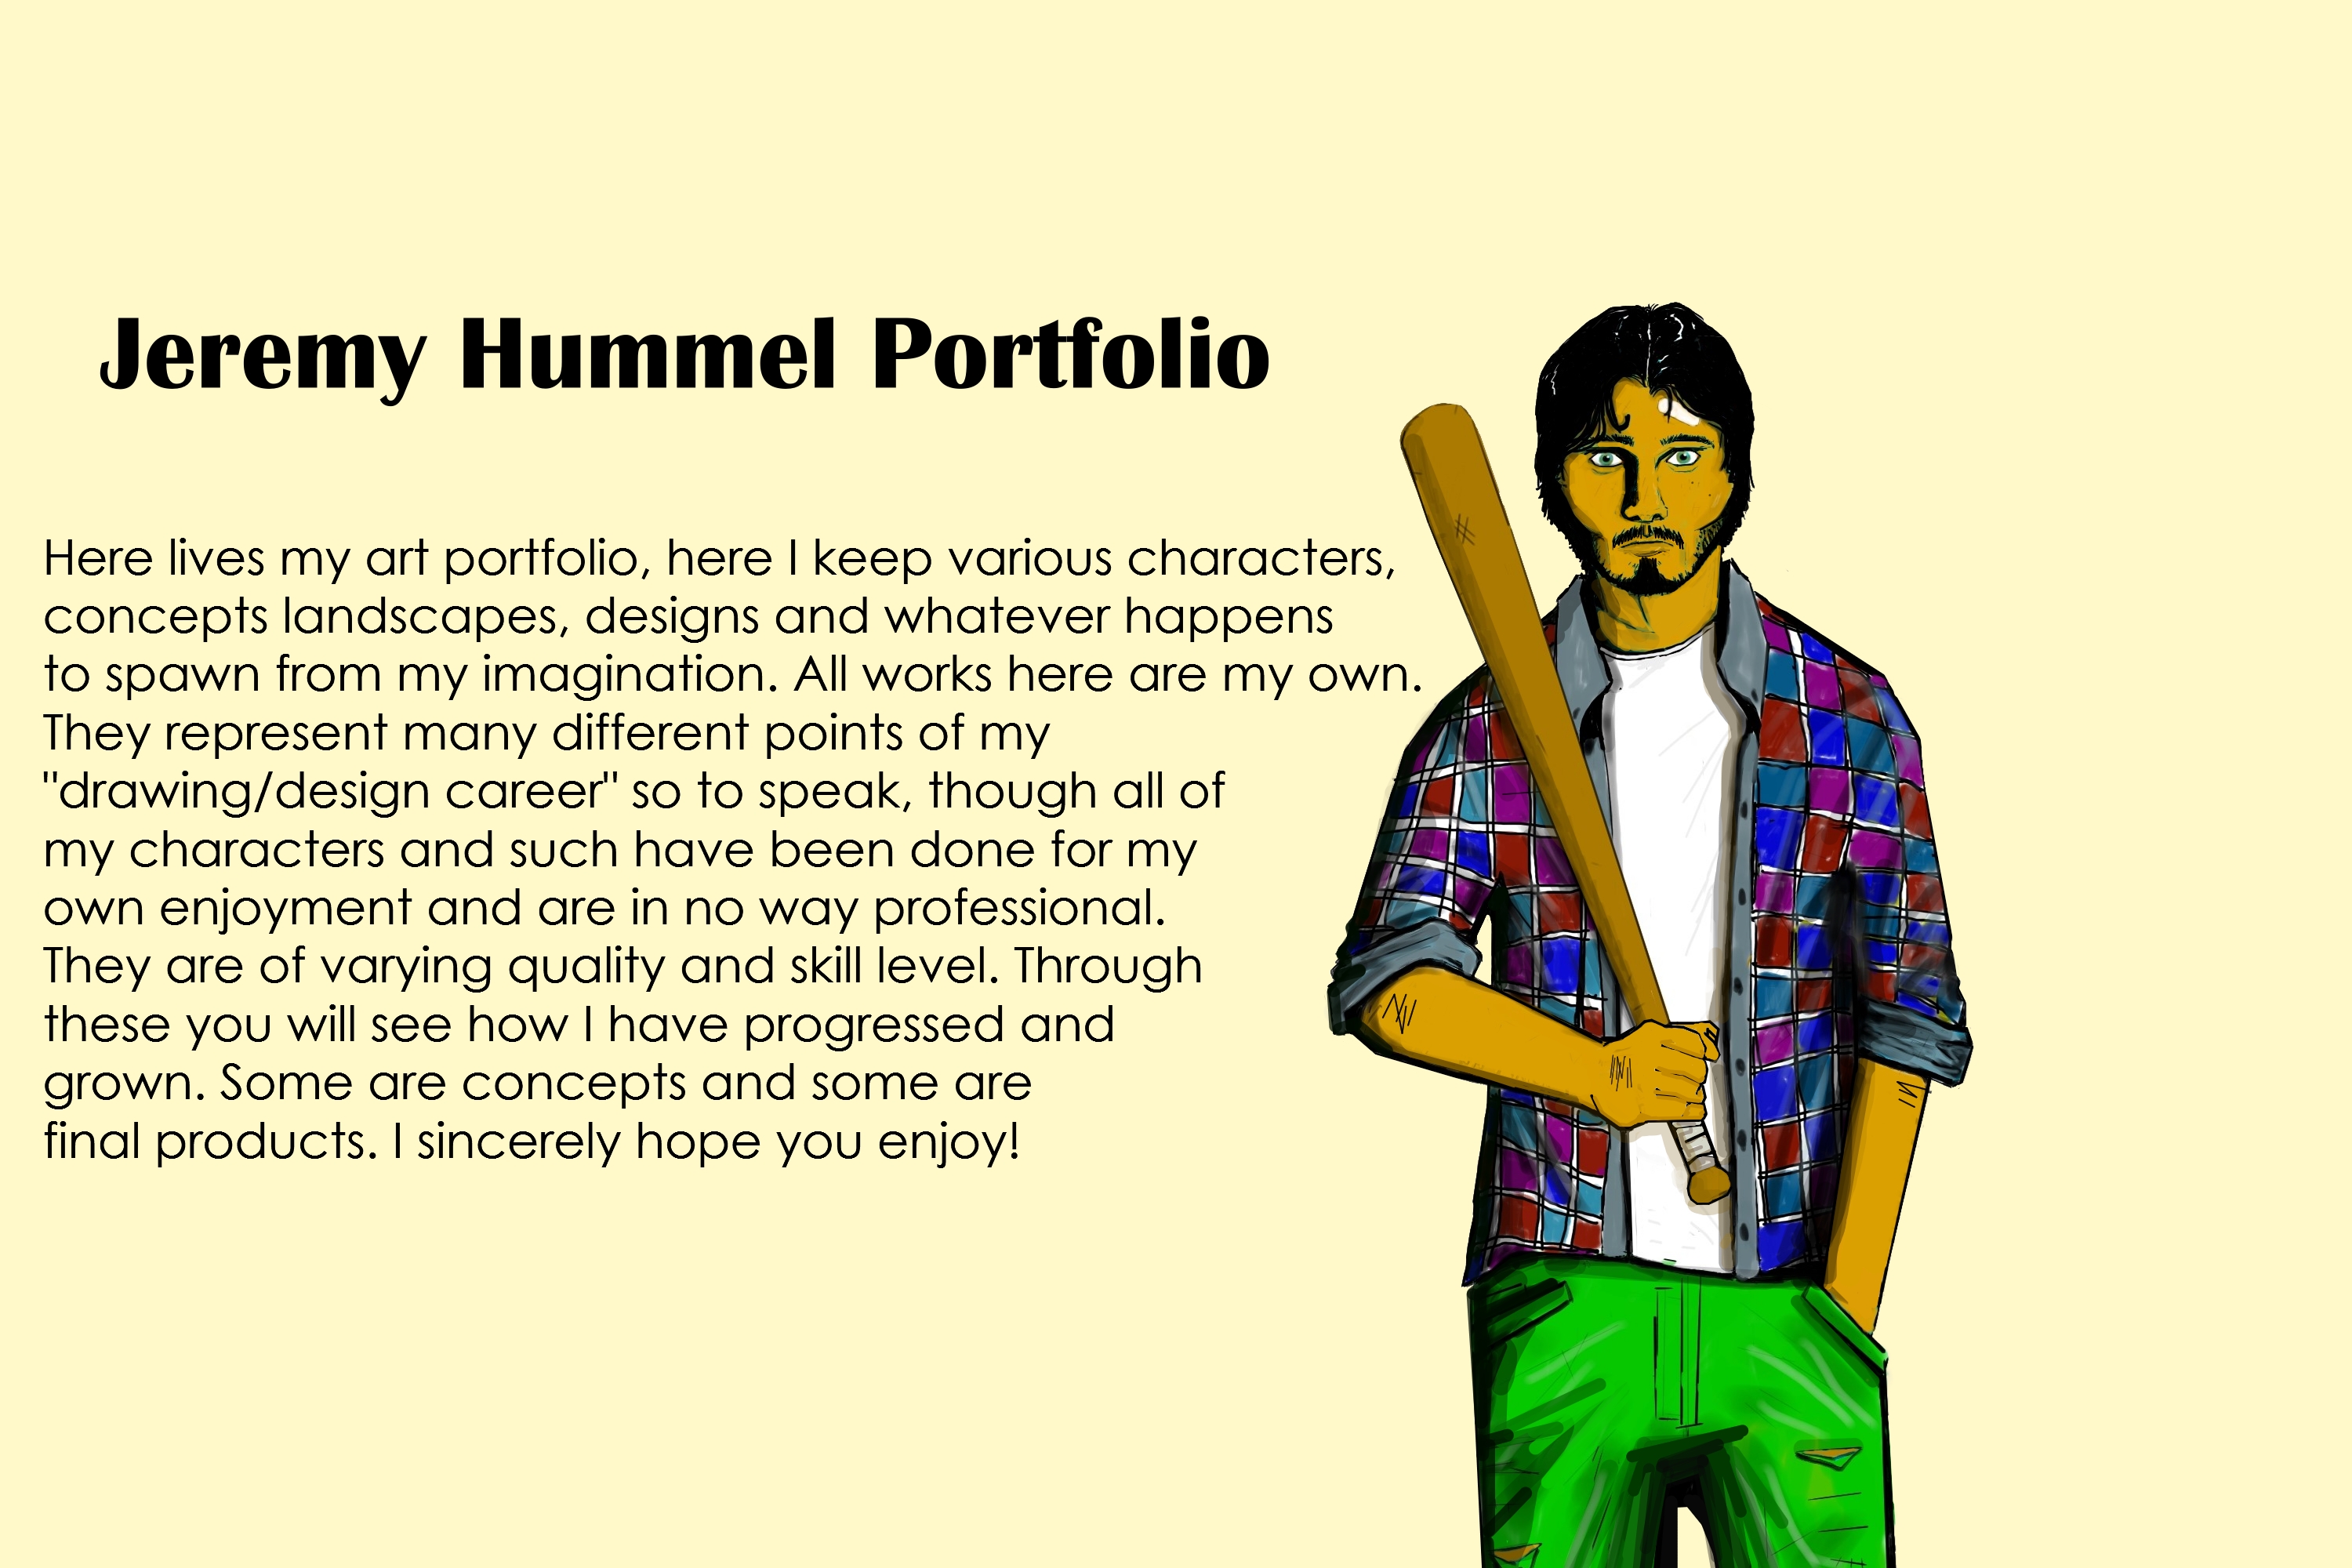 Jeremy Hummel Portfolio
Here lives my art portfolio, here I keep various characters,
concepts landscapes, designs and whatever happens
to spawn from my imagination. All works here are my own.
They represent many different points of my
"drawing/design career" so to speak, though all of
my characters and such have been done for my
own enjoyment and are in no way professional.
They are of varying quality and skill level. Through
these you will see how I have progressed and
grown. Some are concepts and some are
final products. I sincerely hope you enjoy!